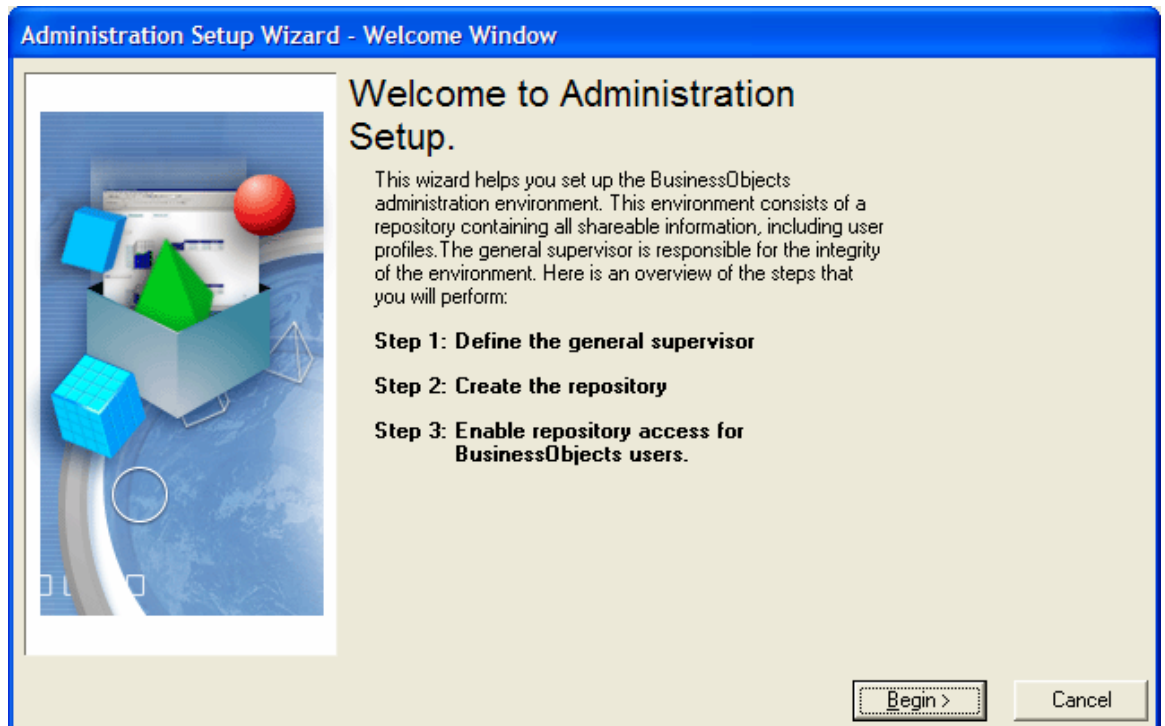 Administration Setup Wizard - Welcome Window
Welcome to Administration
Setup.
This wizard helps you set up the BusinessObjects
administration environment. This environment consists of a
repository containing all shareable information, including user
profiles.The general supervisor is responsible for the integrity
of the environment. Here is an overview of the steps that
you will perform:
Step 1: Define the general supervisor
Step 2: Create the repository
Step 3: Enable repository access for
BusinessObjects users.
Begin >
Cancel